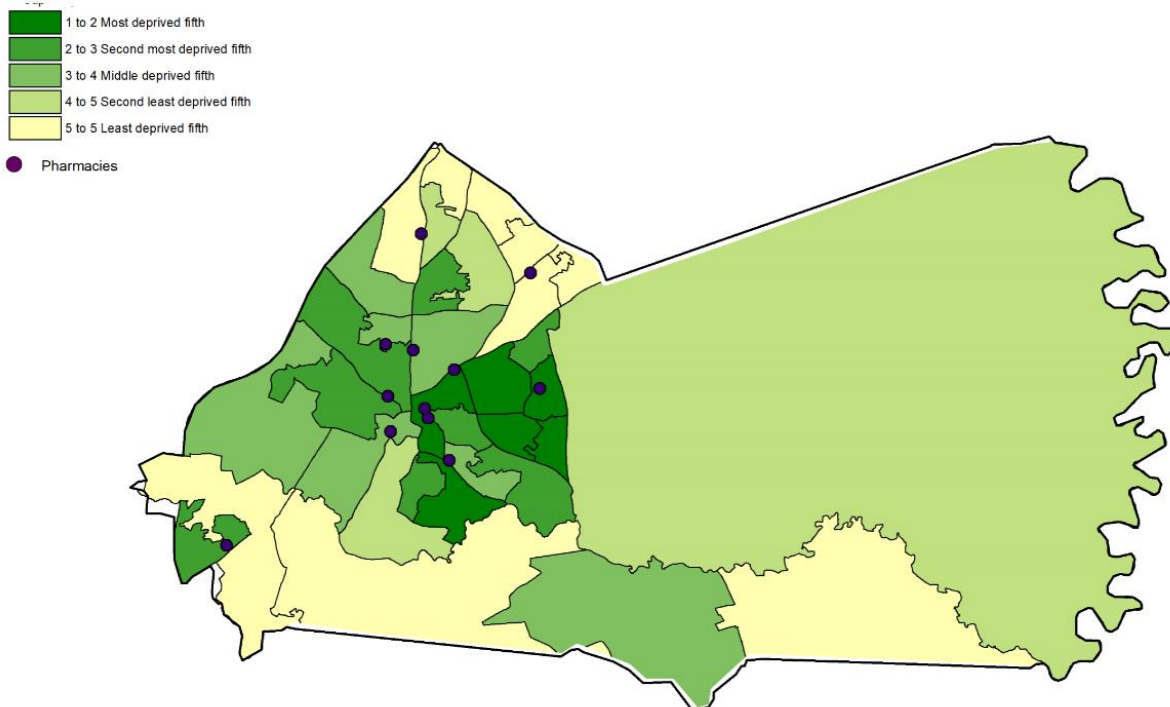 1 to 2 Most deprived fifth
2 to 3 Second most deprived fifth
3 to 4 Middle deprived fifth
4 to 5 Second least deprived fifth
5 to 5 Least deprived fifth
Pharmacies